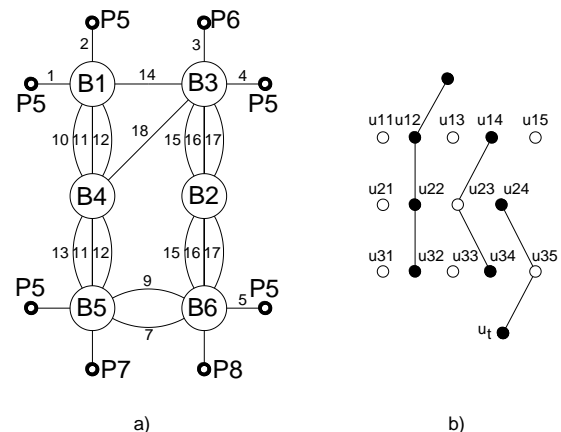 P5 P6
2 3
1 B1 14 B3 4
P5 P5
10 11 12 18 15 16 17
B4 B2
13 11 12 15 16 17
P5 9 P5
B5 B6 5
7
P7 P8
a)
u11 u12 u13 u14 u15
u21 u22 u23 u24
u31 u32 u33 u34 u35
ut
b)